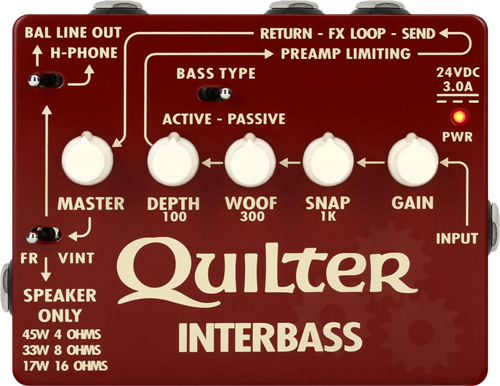 BAL LINE OUT
H-PHONE
RETURN - FX LOOP - SEND
PREAMP LIMITING
BASS TYPE
ACTIVE - PASSIVE
24VDC
3.0A
PWR
MASTER
DEPTH
100
WOOF
300
SNAP
1K
GAIN
INPUT
FR VINT
SPEAKER
ONLY
45W 4 OHMS
33W 8 OHMS
17W 16 OHMS
QUILTER
INTERBASS